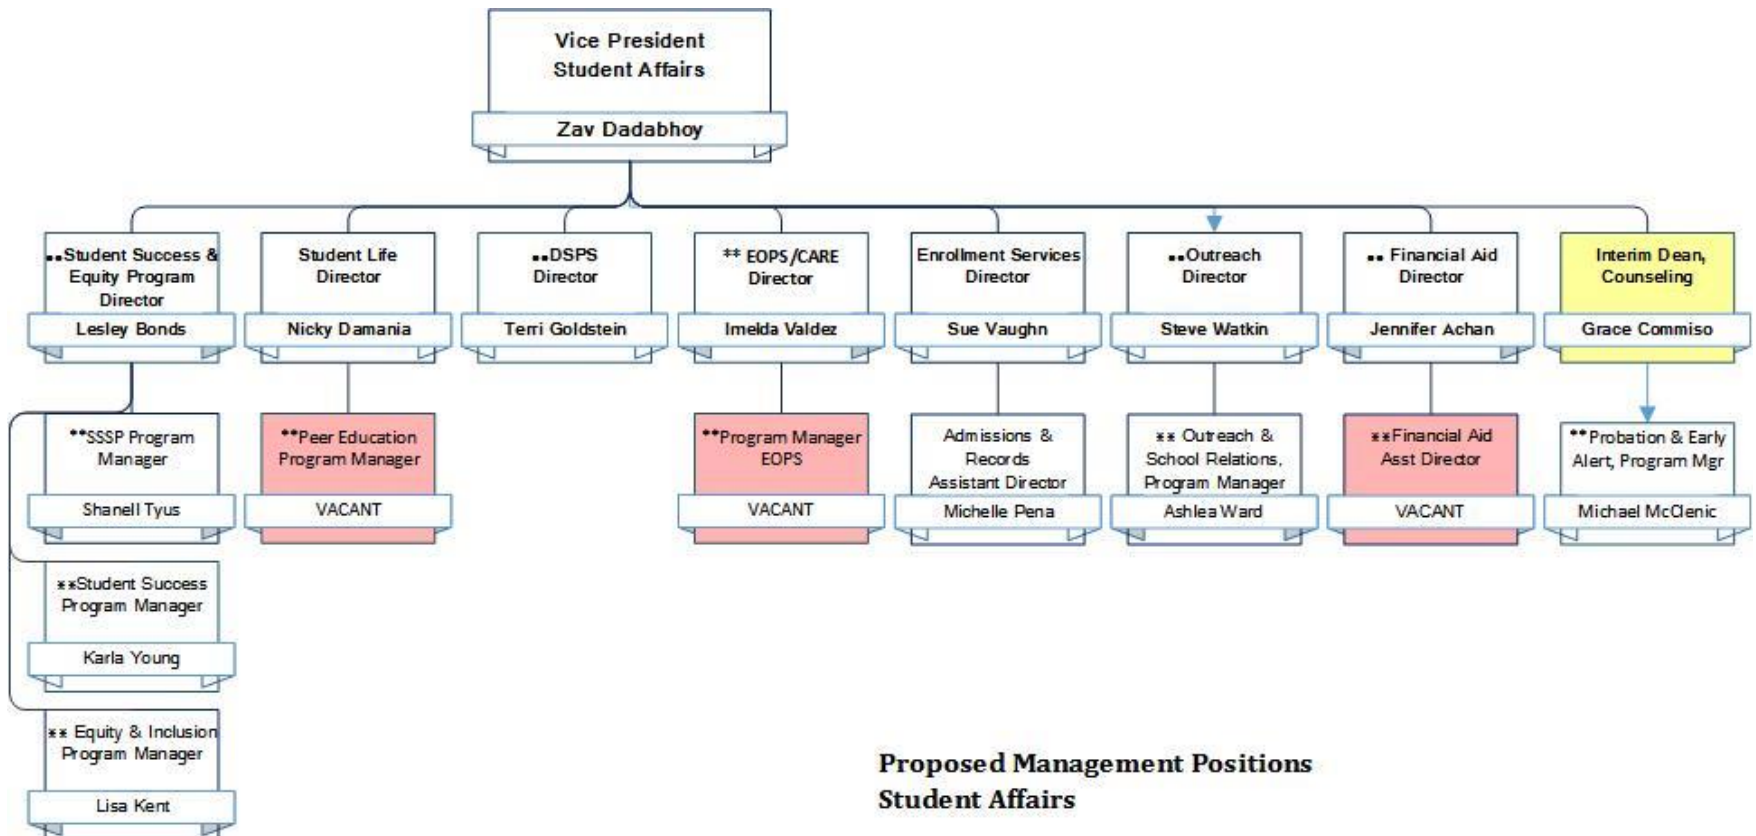 Vice President
Student Affairs
Zav Dadabhoy
▪▪Student Success &
Equity Program
Director
Lesley Bonds
Student Life
Director
Nicky Damania
▪▪DSPS
Director
Terri Goldstein
** EOPS/CARE
Director
Imelda Valdez
Enrollment Services
Director
Sue Vaughn
▪▪Outreach
Director
Steve Watkin
▪▪ Financial Aid
Director
Jennifer Achan
Interim Dean,
Counseling
Grace Commiso
**SSSP Program
Manager
Shanell Tyus
**Peer Education
Program Manager
VACANT
**Program Manager
EOPS
VACANT
Admissions &
Records
Assistant Director
Michelle Pena
** Outreach &
School Relations,
Program Manager
Ashlea Ward
**Financial Aid
Asst Director
VACANT
**Probation & Early
Alert, Program Mgr
Michael McClenic
**Student Success
Program Manager
Karla Young
** Equity & Inclusion
Program Manager
Lisa Kent
Proposed Management Positions
Student Affairs